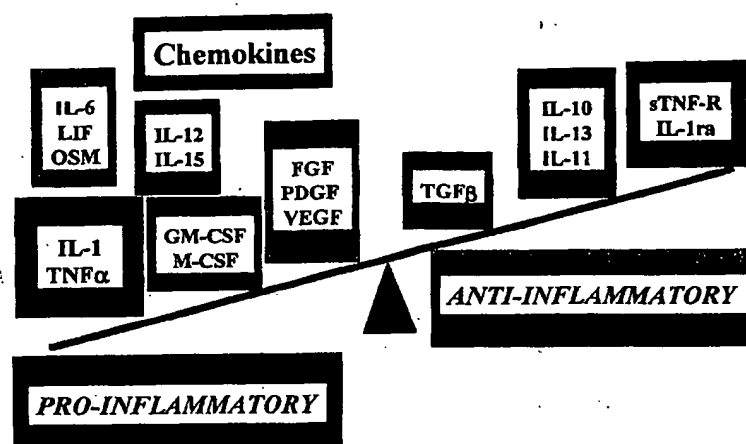 Chemokines
IL-6
LIF
OSM
IL-12
IL-15
FGF
PDGF
VEGF
IL-1
TNFα
GM-CSF
M-CSF
TGFβ
IL-10
IL-13
IL-11
sTNF-R
IL-1ra
ANTI-INFLAMMATORY
PRO-INFLAMMATORY